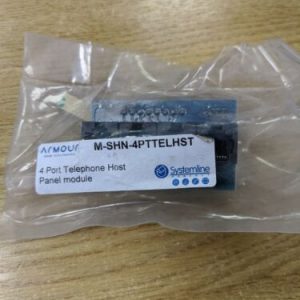 ARMOUR
M-SHN-4PTTELHST
4 Port Telephone Host
Panel module
Systemline